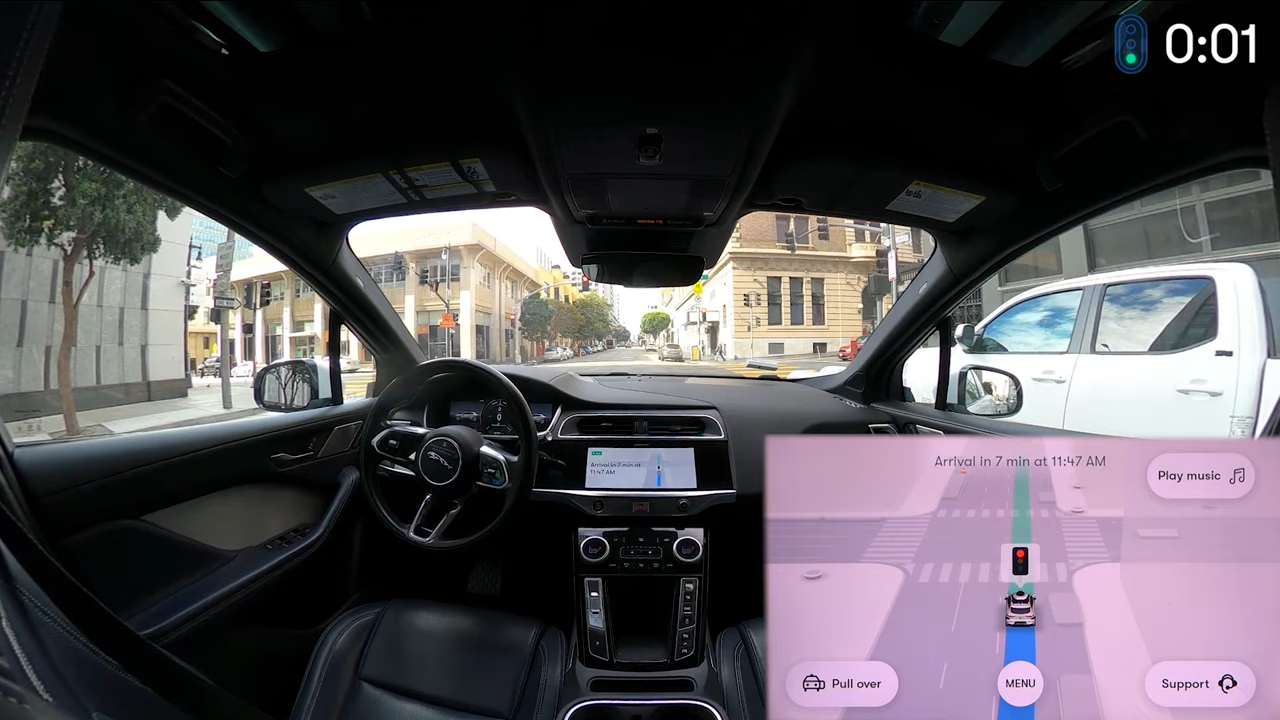 0:01
Arrival in 7 min at
11:47 AM
Arrival in 7 min at 11:47 AM
Play music
Pull over
MENU
Support